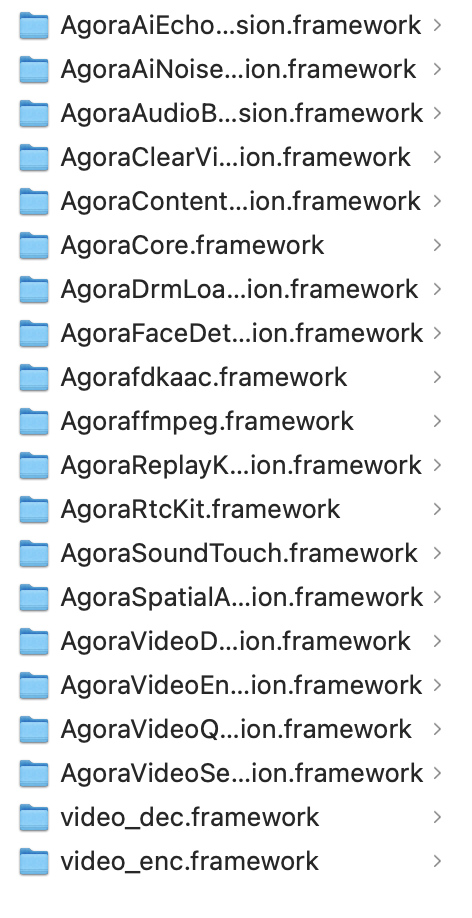 AgoraAiEcho...sion.framework
AgoraAiNoise...ion.framework
AgoraAudioB...sion.framework
AgoraClearVi...ion.framework
AgoraContent...ion.framework
AgoraCore.framework
AgoraDrmLoa...ion.framework
AgoraFaceDet...ion.framework
Agorafdkaac.framework
Agoraffmpeg.framework
AgoraReplayK...ion.framework
AgoraRtcKit.framework
AgoraSoundTouch.framework
AgoraSpatialA...ion.framework
AgoraVideoD...ion.framework
AgoraVideoEn...ion.framework
AgoraVideoQ...ion.framework
AgoraVideoSe...ion.framework
video_dec.framework
video_enc.framework